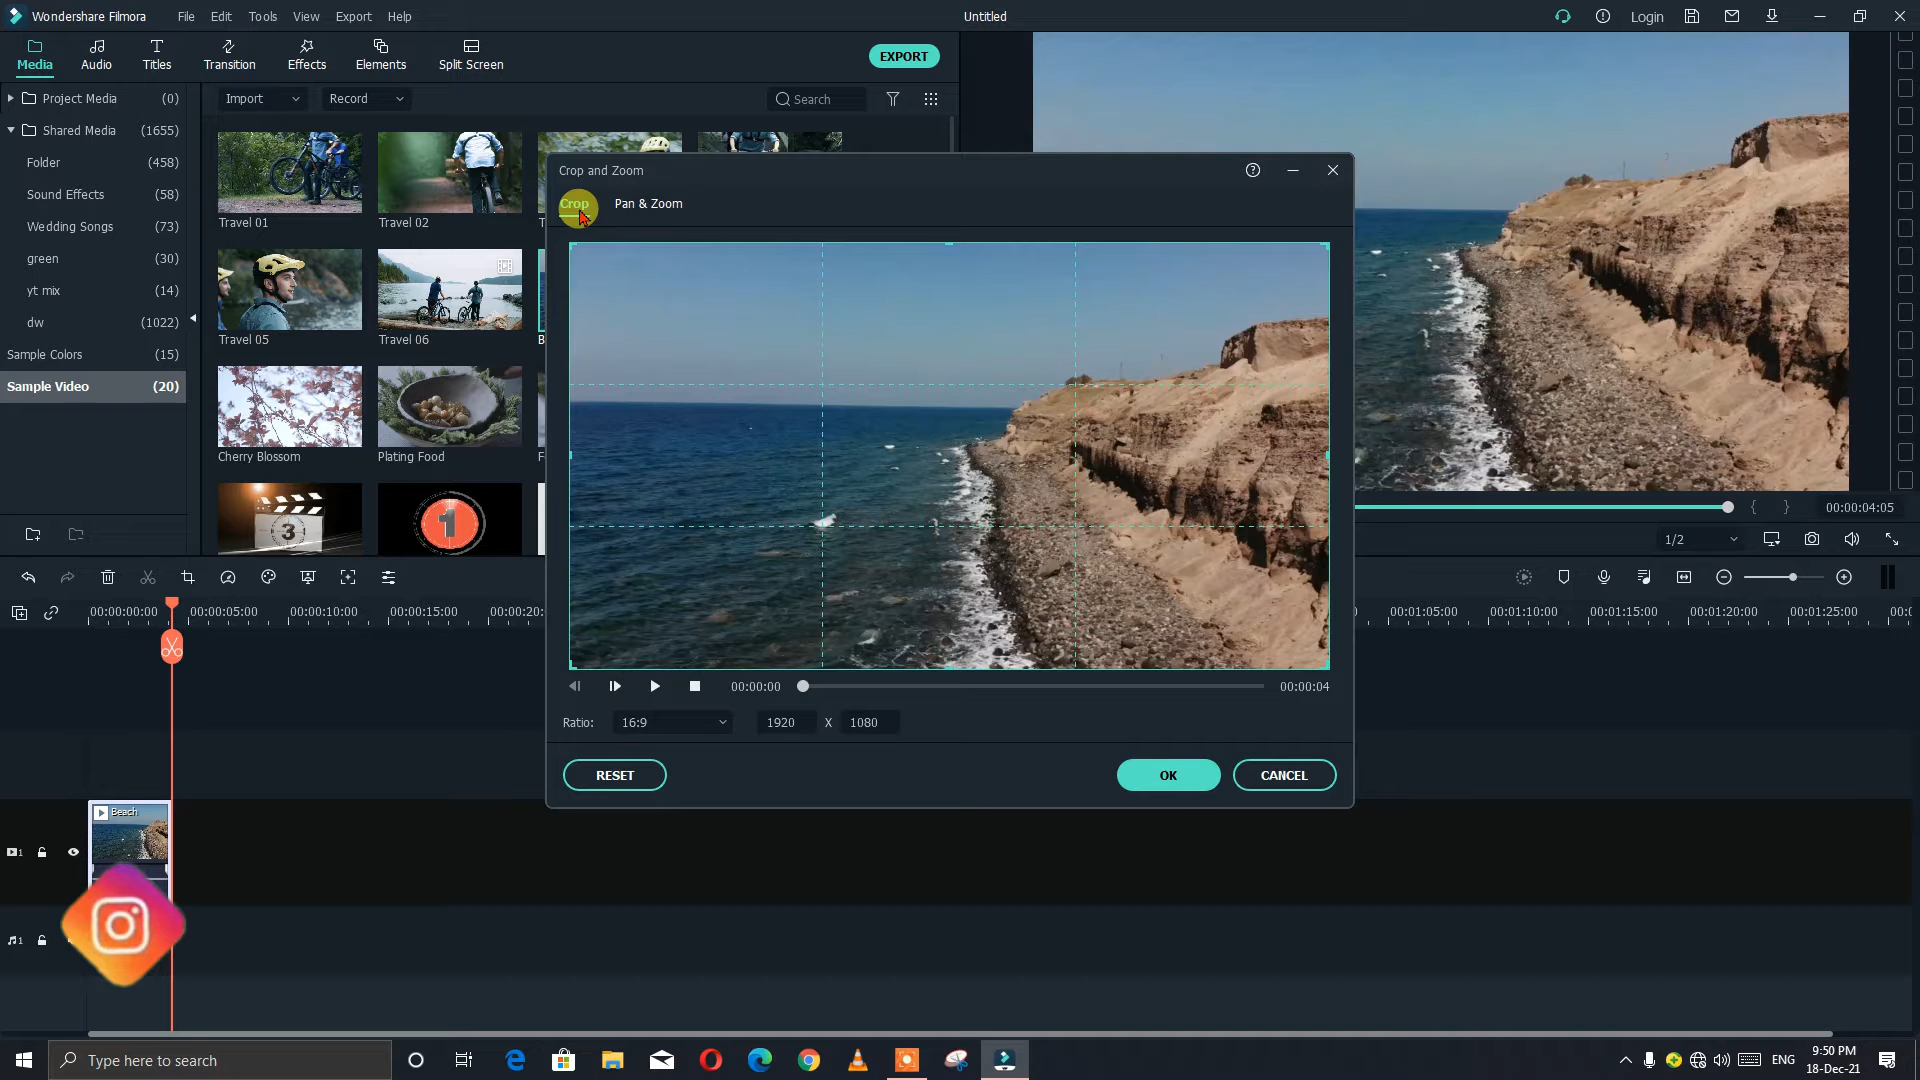 Wondershare Filmora
File Edit Tools View Export Help
Untitled
Login
Media Audio Titles Transition Effects Elements Split Screen
EXPORT
Project Media (0)
Import Record Search
Shared Media (1655)
Folder (458)
Sound Effects (58)
Wedding Songs (73)
green (30)
yt mix (14)
dw (1022)
Sample Colors (15)
Sample Video (20)
Travel 01
Travel 02
Travel 05
Travel 06
Cherry Blossom
Plating Food
3
1
Crop and Zoom
Crop Pan & Zoom
00:00:00
00:00:04
Ratio: 16:9 1920 X 1080
RESET
OK
CANCEL
00:00:04:05
1/2
00:00:00:00 00:00:05:00 00:00:10:00 00:00:15:00 00:00:20:
00:01:05:00 00:01:10:00 00:01:15:00 00:01:20:00 00:01:25:00
Beach
1
1
Type here to search
ENG
9:50 PM
18-Dec-21